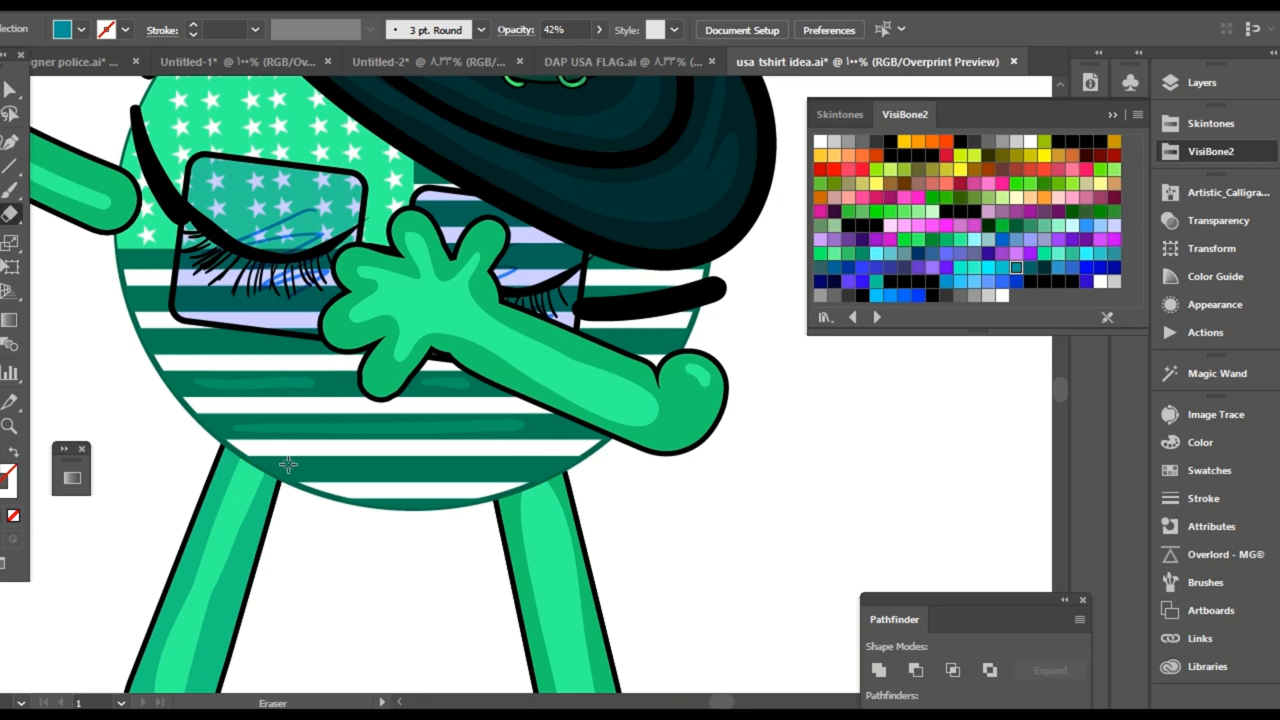 lection
Stroke:
3 pt. Round
Opacity: 42%
Style:
Document Setup
Preferences
gner police.ai* ...
Untitled-1* @ ١٠٠% (RGB/Ov...
Untitled-2* @ ٨,٣٣% (RGB/...
DAP USA FLAG.ai @ ٨,٣٣% (...
usa tshirt idea.ai* @ ١٠٠% (RGB/Overprint Preview)
Skintones
VisiBone2
Layers
Skintones
VisiBone2
Artistic_Calligra...
Transparency
Transform
Color Guide
Appearance
Actions
Magic Wand
Image Trace
Color
Swatches
Stroke
Attributes
Overlord - MG©
Brushes
Artboards
Links
Libraries
Pathfinder
Shape Modes:
Expand
Pathfinders:
1
Eraser